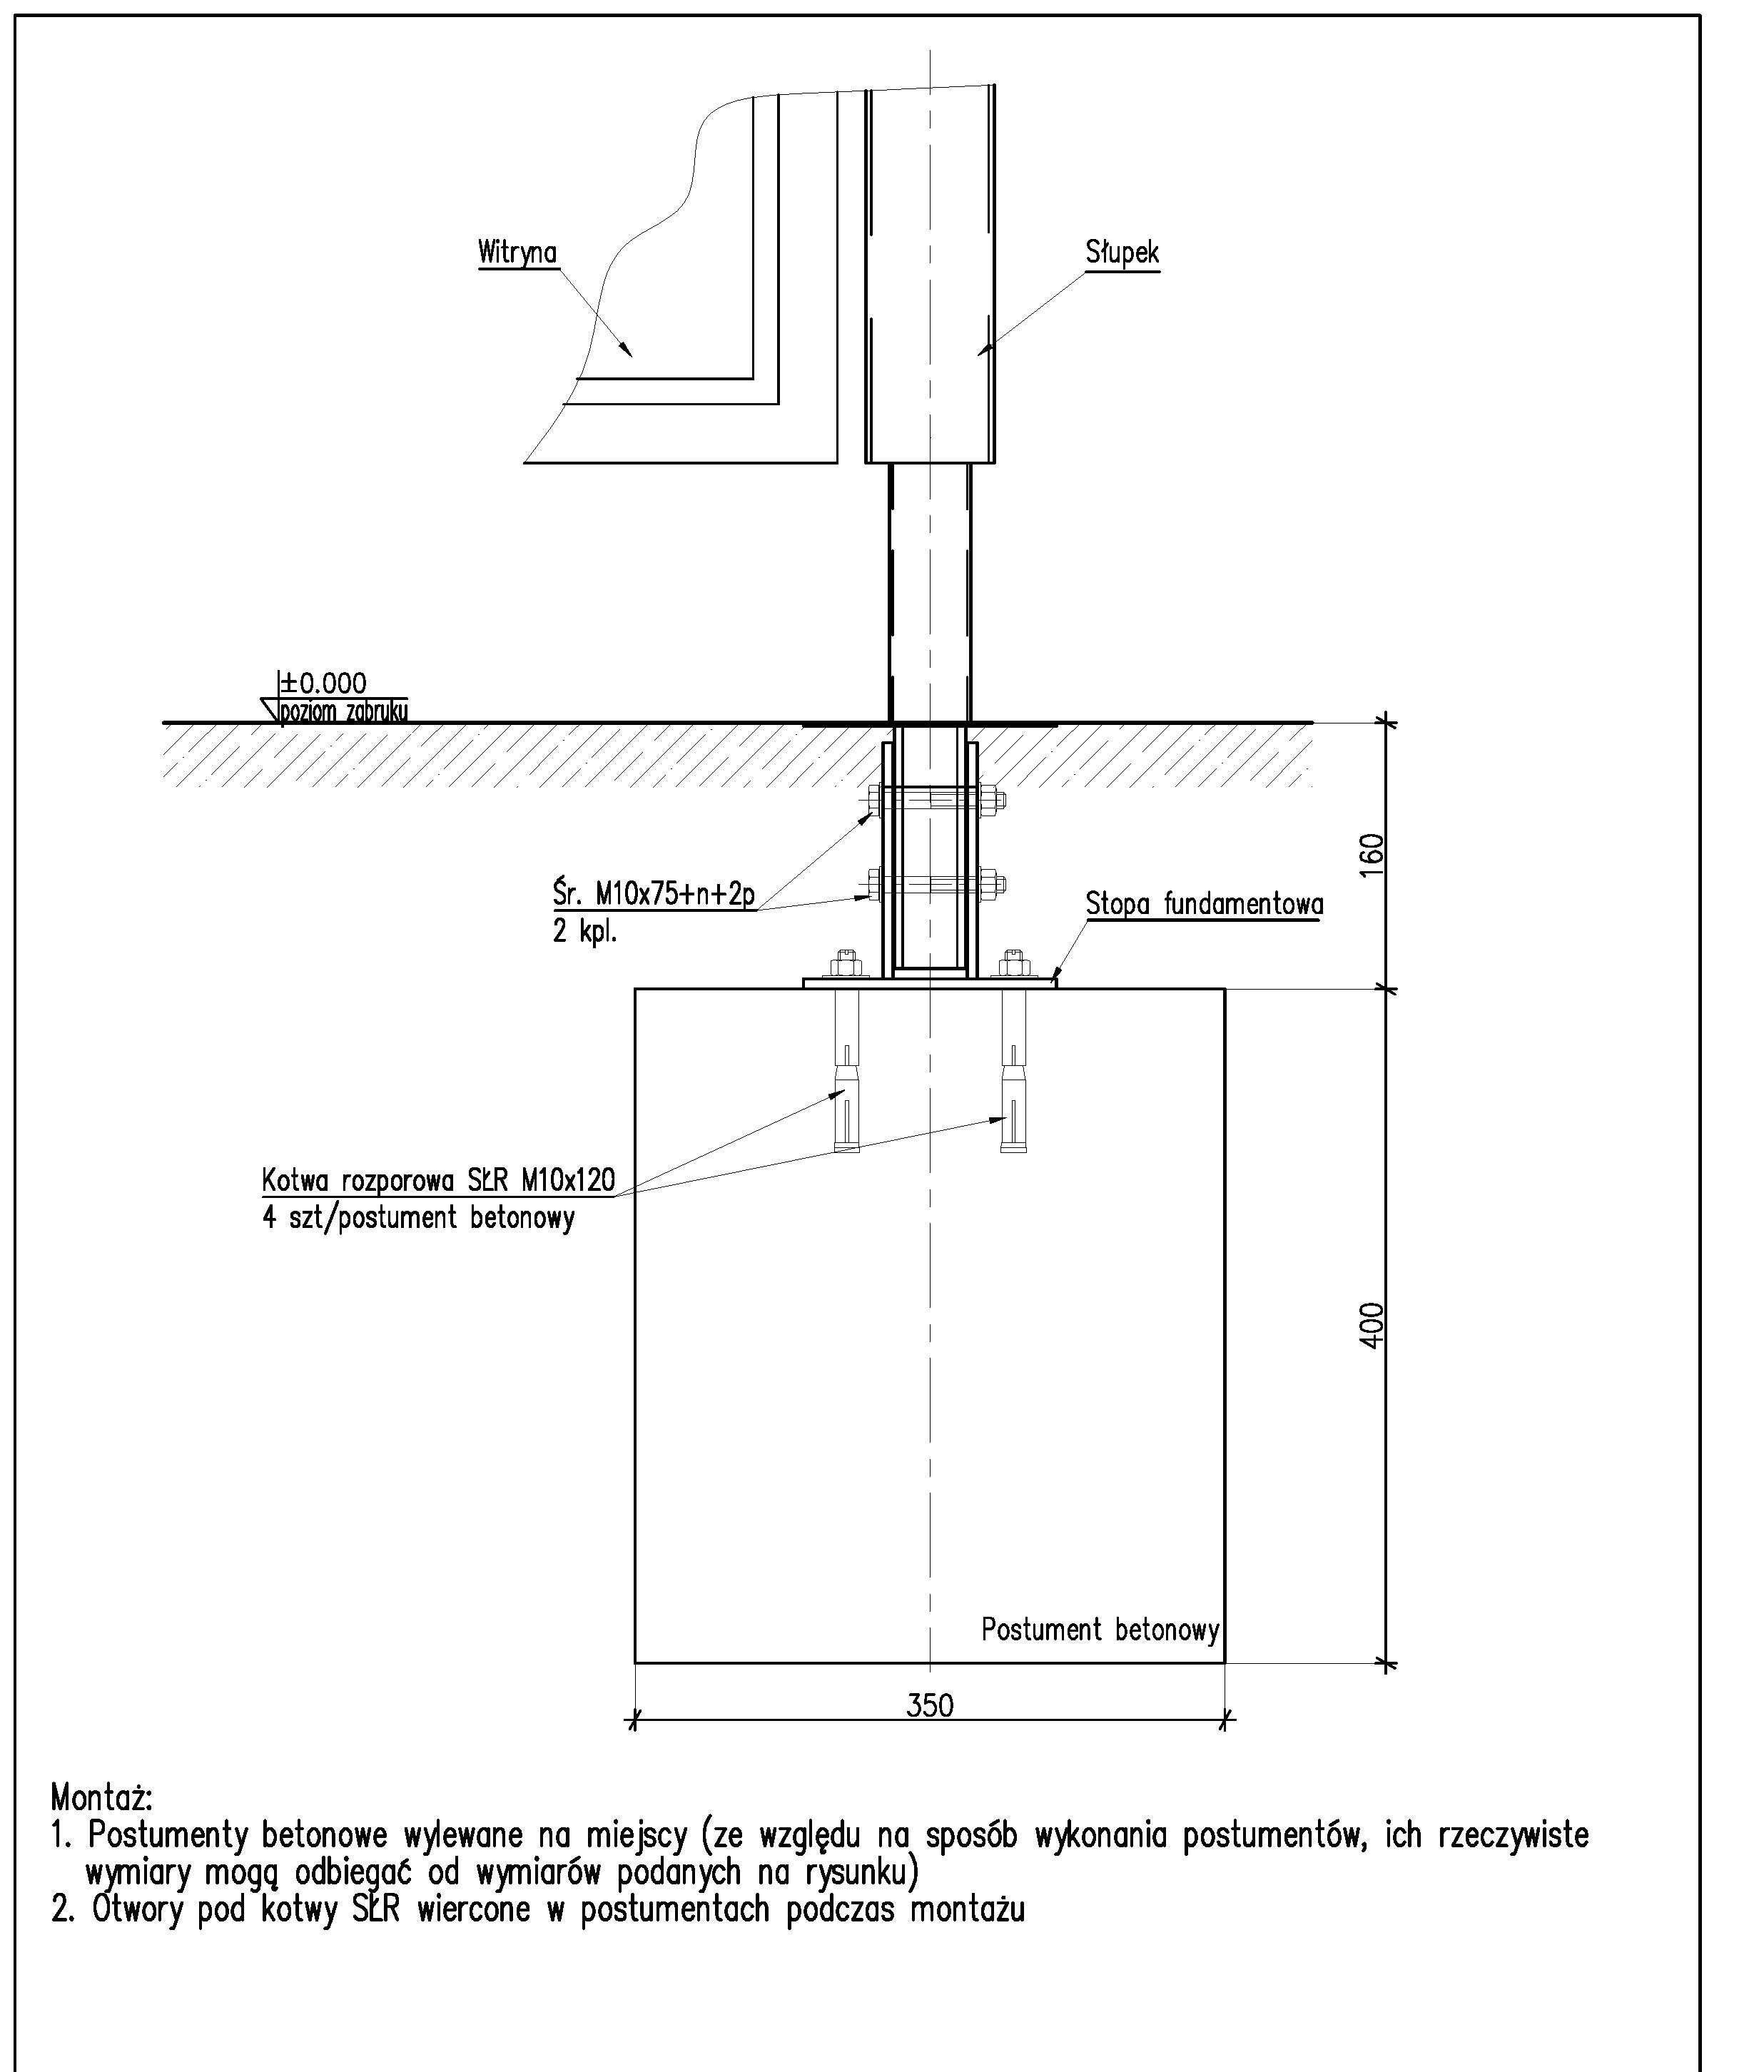 Witryna
Słupek
±0.000
poziom zabruku
160
Śr. M10x75+n+2p
2 kpl.
Stopa fundamentowa
Kotwa rozporowa SŁR M10x120
4 szt/postument betonowy
400
Postument betonowy
350
Montaż:
1. Postumenty betonowe wylewane na miejscy (ze względu na sposób wykonania postumentów, ich rzeczywiste
wymiary mogą odbiegać od wymiarów podanych na rysunku)
2. Otwory pod kotwy SŁR wiercone w postumentach podczas montażu